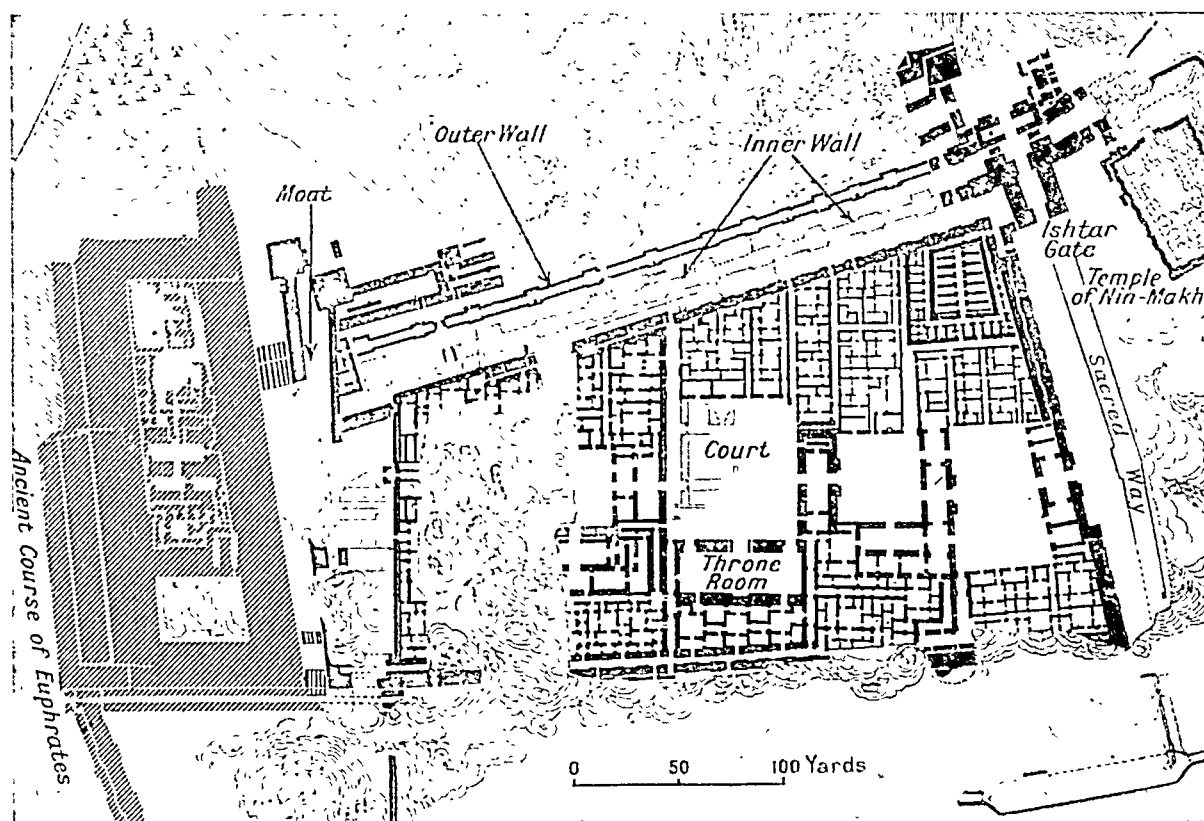 Outer Wall
Inner Wall
Moat
Ishtar
Gate
Temple
of Nin-Makh
Sacred Way
Court
Throne
Room
Ancient Course of Euphrates.
0 50 100 Yards